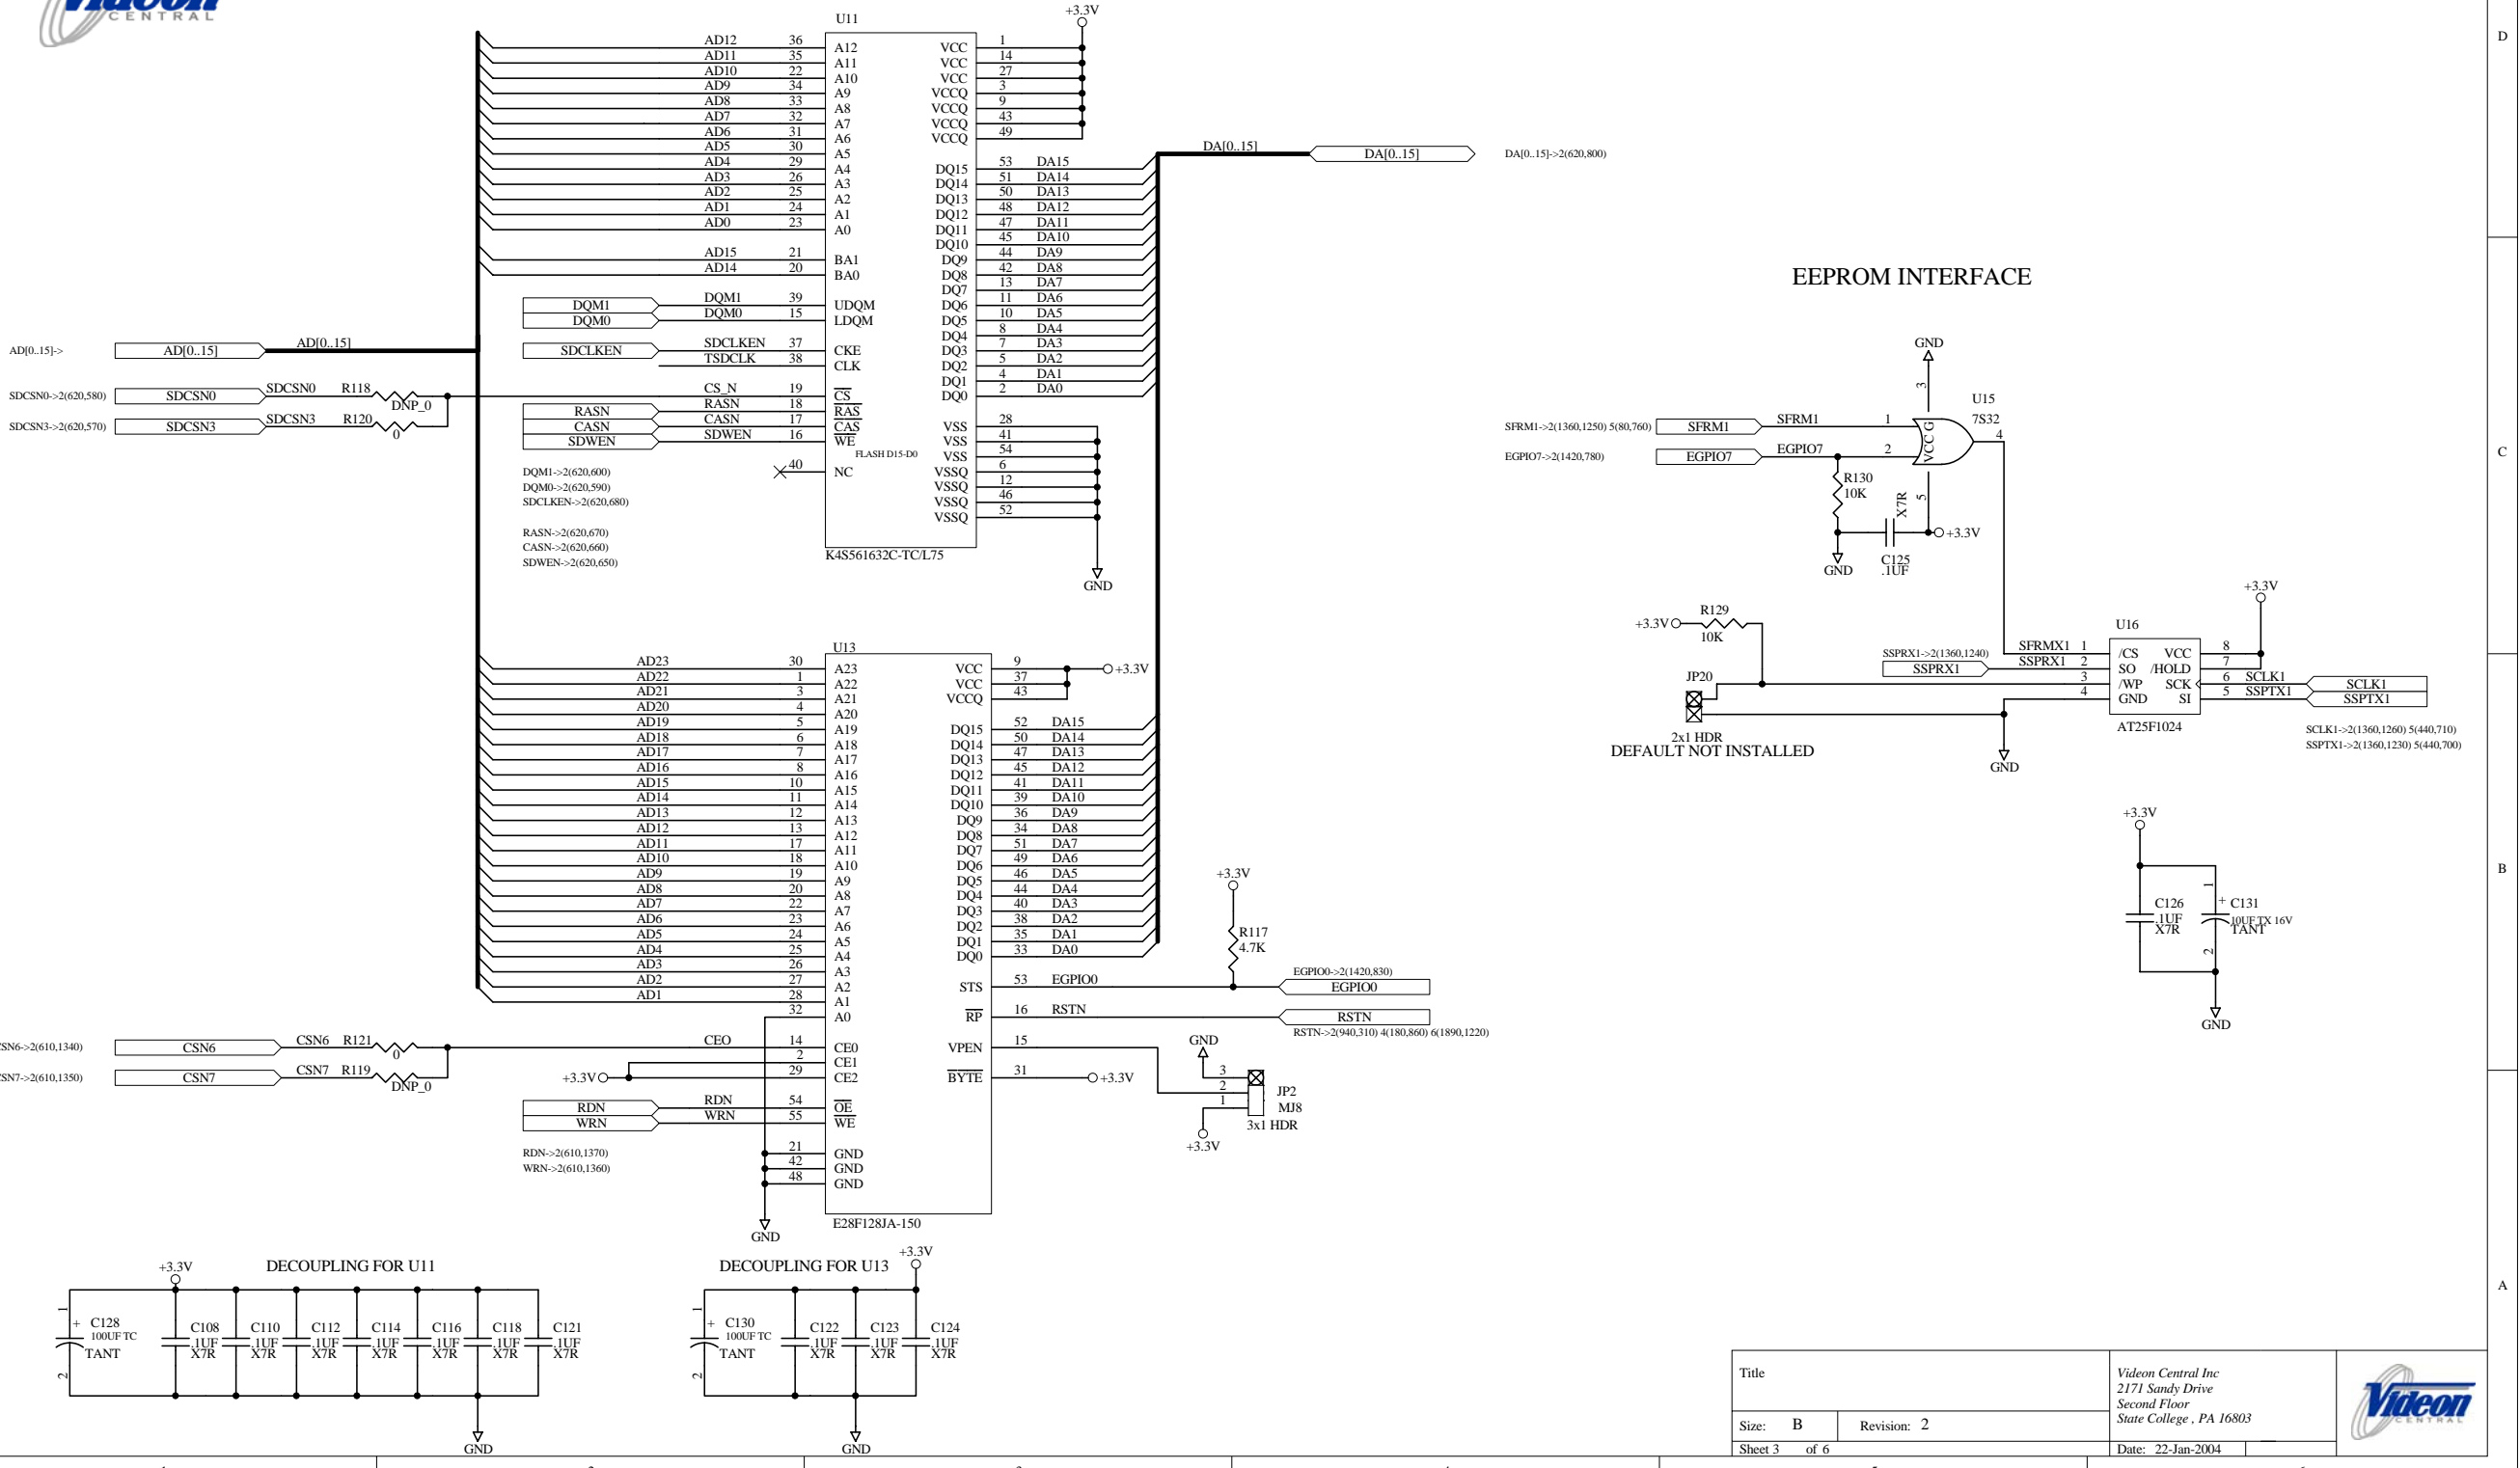 Videon
CENTRAL
U11
+3.3V
D
AD12 36 A12 VCC 1
AD11 35 A11 VCC 14
AD10 22 A10 VCC 27
AD9 34 A9 VCCQ 3
AD8 33 A8 VCCQ 9
AD7 32 A7 VCCQ 43
AD6 31 A6 VCCQ 49
AD5 30 A5
AD4 29 A4 DQ15 53 DA15
AD3 26 A3 DQ14 51 DA14
AD2 25 A2 DQ13 50 DA13
AD1 24 A1 DQ12 48 DA12
AD0 23 A0 DQ11 47 DA11
DQ10 45 DA10
AD15 21 BA1 DQ9 44 DA9
AD14 20 BA0 DQ8 42 DA8
DQ7 13 DA7
DQM1 DQM1 39 UDQM DQ6 11 DA6
DQM0 DQM0 15 LDQM DQ5 10 DA5
DQ4 8 DA4
SDCLKEN SDCLKEN 37 CKE DQ3 7 DA3
TSDCLK 38 CLK DQ2 5 DA2
DQ1 4 DA1
CS_N 19 CS DQ0 2 DA0
RASN RASN 18 RAS
CASN CASN 17 CAS VSS 28
SDWEN SDWEN 16 WE VSS 41
FLASH D15-D0 VSS 54
40 NC VSSQ 6
VSSQ 12
VSSQ 46
VSSQ 52
K4S561632C-TC/L75
GND
DA[0..15] DA[0..15] DA[0..15]->2(620,800)
AD[0..15]-> AD[0..15] AD[0..15]
SDCSN0->2(620,580) SDCSN0 SDCSN0 R118 DNP_0
SDCSN3->2(620,570) SDCSN3 SDCSN3 R120 0
DQM1->2(620,600)
DQM0->2(620,590)
SDCLKEN->2(620,680)
RASN->2(620,670)
CASN->2(620,660)
SDWEN->2(620,650)
EEPROM INTERFACE
GND
3
U15
7S32
SFRM1->2(1360,1250) 5(80,760) SFRM1 SFRM1 1
4
EGPIO7->2(1420,780) EGPIO7 EGPIO7 2
VCC G
C
R130
10K
X7R
5
+3.3V
GND
C125
.1UF
+3.3V
R129
10K
+3.3V
U16
SFRMX1 1 /CS VCC 8
SSPRX1->2(1360,1240)
SSPRX1 SSPRX1 2 SO /HOLD 7
3 /WP SCK 6 SCLK1 SCLK1
4 GND SI 5 SSPTX1 SSPTX1
AT25F1024
JP20
2x1 HDR
DEFAULT NOT INSTALLED
GND
SCLK1->2(1360,1260) 5(440,710)
SSPTX1->2(1360,1230) 5(440,700)
U13
AD23 30 A23 VCC 9 +3.3V
AD22 1 A22 VCC 37
AD21 3 A21 VCCQ 43
AD20 4 A20
AD19 5 A19 DQ15 52 DA15
AD18 6 A18 DQ14 50 DA14
AD17 7 A17 DQ13 47 DA13
AD16 8 A16 DQ12 45 DA12
AD15 10 A15 DQ11 41 DA11
AD14 11 A14 DQ10 39 DA10
AD13 12 A13 DQ9 36 DA9
AD12 13 A12 DQ8 34 DA8
AD11 17 A11 DQ7 51 DA7
AD10 18 A10 DQ6 49 DA6
AD9 19 A9 DQ5 46 DA5
AD8 20 A8 DQ4 44 DA4
AD7 22 A7 DQ3 40 DA3
AD6 23 A6 DQ2 38 DA2
AD5 24 A5 DQ1 35 DA1
AD4 25 A4 DQ0 33 DA0
AD3 26 A3
AD2 27 A2 STS 53 EGPIO0
AD1 28 A1
32 A0 RP 16 RSTN
CEO 14 CE0 VPEN 15
2 CE1
+3.3V 29 CE2 BYTE 31 +3.3V
RDN RDN 54 OE
WRN WRN 55 WE
21 GND
42 GND
48 GND
E28F128JA-150
GND
+3.3V
R117
4.7K
EGPIO0->2(1420,830)
EGPIO0
RSTN
RSTN->2(940,310) 4(180,860) 6(1890,1220)
GND
3
2
1
JP2
MJ8
3x1 HDR
+3.3V
SN6->2(610,1340) CSN6 CSN6 R121 0
SN7->2(610,1350) CSN7 CSN7 R119 DNP_0
RDN->2(610,1370)
WRN->2(610,1360)
+3.3V
B
C126
.1UF
X7R
1
+ C131
10UF TX 16V
TANT
2
GND
+3.3V
DECOUPLING FOR U11
1
+ C128
100UF TC
TANT
2
C108 .1UF X7R
C110 .1UF X7R
C112 .1UF X7R
C114 .1UF X7R
C116 .1UF X7R
C118 .1UF X7R
C121 .1UF X7R
GND
DECOUPLING FOR U13
+3.3V
1
+ C130
100UF TC
TANT
2
C122 .1UF X7R
C123 .1UF X7R
C124 .1UF X7R
GND
A
Title
Size: B
Revision: 2
Sheet 3 of 6
Videon Central Inc
2171 Sandy Drive
Second Floor
State College , PA 16803
Date: 22-Jan-2004
Videon
CENTRAL